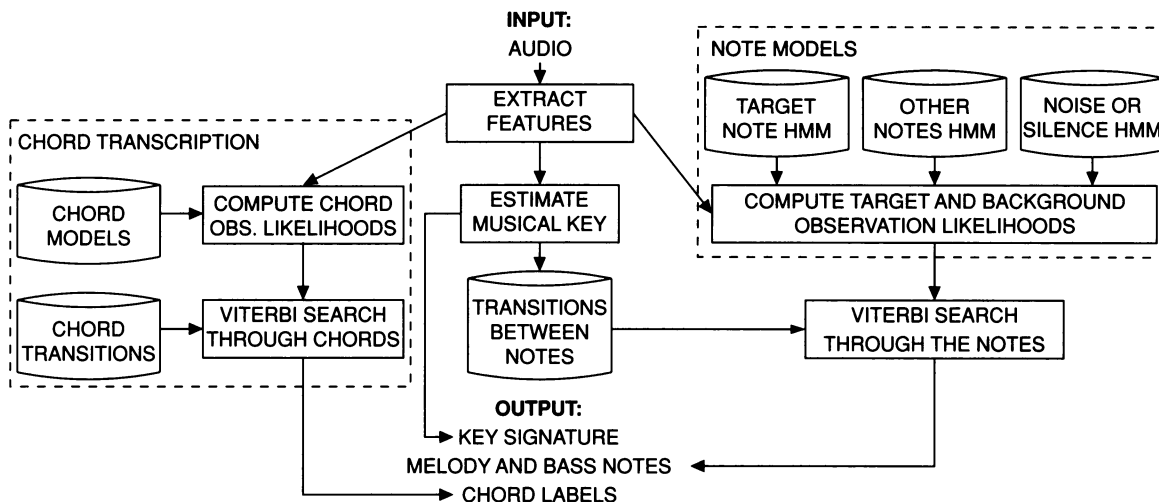 INPUT:
AUDIO
EXTRACT
FEATURES
CHORD TRANSCRIPTION
CHORD
MODELS
COMPUTE CHORD
OBS. LIKELIHOODS
CHORD
TRANSITIONS
VITERBI SEARCH
THROUGH CHORDS
ESTIMATE
MUSICAL KEY
TRANSITIONS
BETWEEN
NOTES
NOTE MODELS
TARGET
NOTE HMM
OTHER
NOTES HMM
NOISE OR
SILENCE HMM
COMPUTE TARGET AND BACKGROUND
OBSERVATION LIKELIHOODS
VITERBI SEARCH
THROUGH THE NOTES
OUTPUT:
KEY SIGNATURE
MELODY AND BASS NOTES
CHORD LABELS